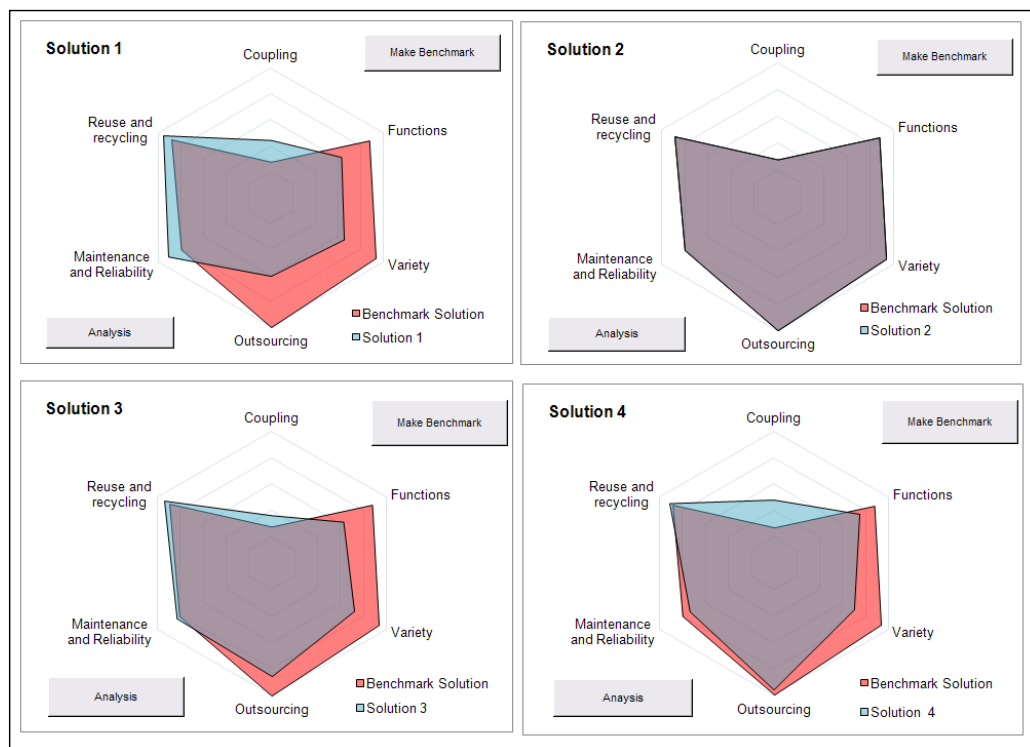 Solution 1
Make Benchmark
Coupling
Reuse and
recycling
Functions
Maintenance
and Reliability
Variety
Benchmark Solution
Solution 1
Analysis
Outsourcing
Solution 2
Make Benchmark
Coupling
Reuse and
recycling
Functions
Maintenance
and Reliability
Variety
Benchmark Solution
Solution 2
Analysis
Outsourcing
Solution 3
Make Benchmark
Coupling
Reuse and
recycling
Functions
Maintenance
and Reliability
Variety
Benchmark Solution
Solution 3
Analysis
Outsourcing
Solution 4
Make Benchmark
Coupling
Reuse and
recycling
Functions
Maintenance
and Reliability
Variety
Benchmark Solution
Solution 4
Anaysis
Outsourcing